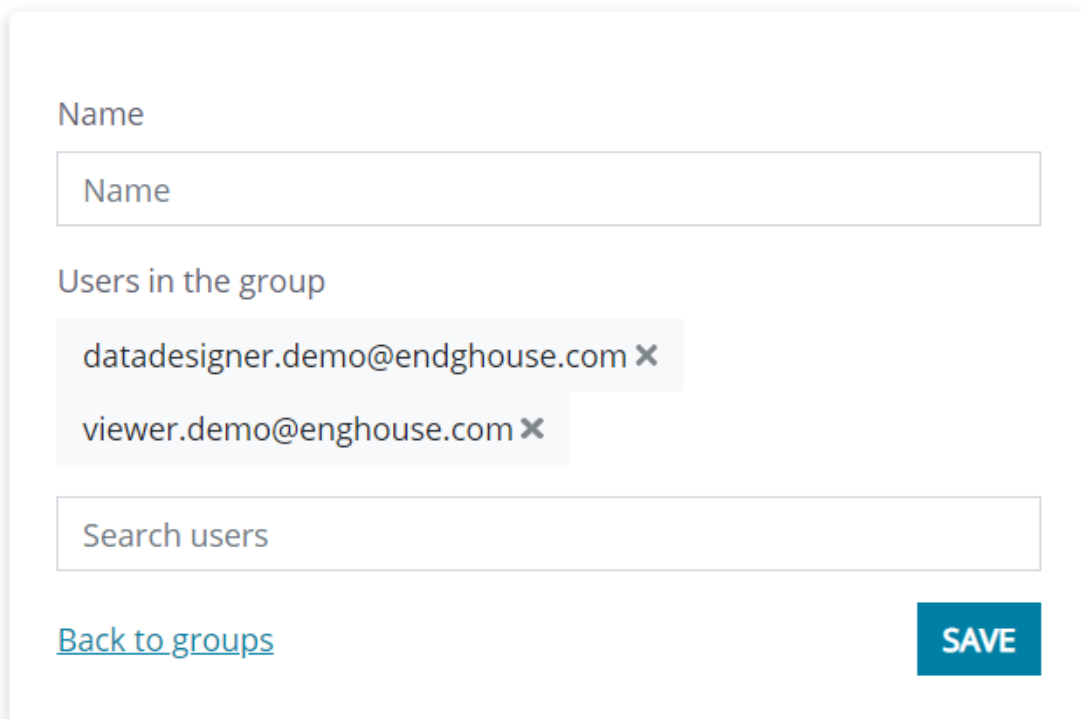 Name
Name
Users in the group
datadesigner.demo@endghouse.com ×
viewer.demo@enghouse.com ×
Search users
Back to groups SAVE